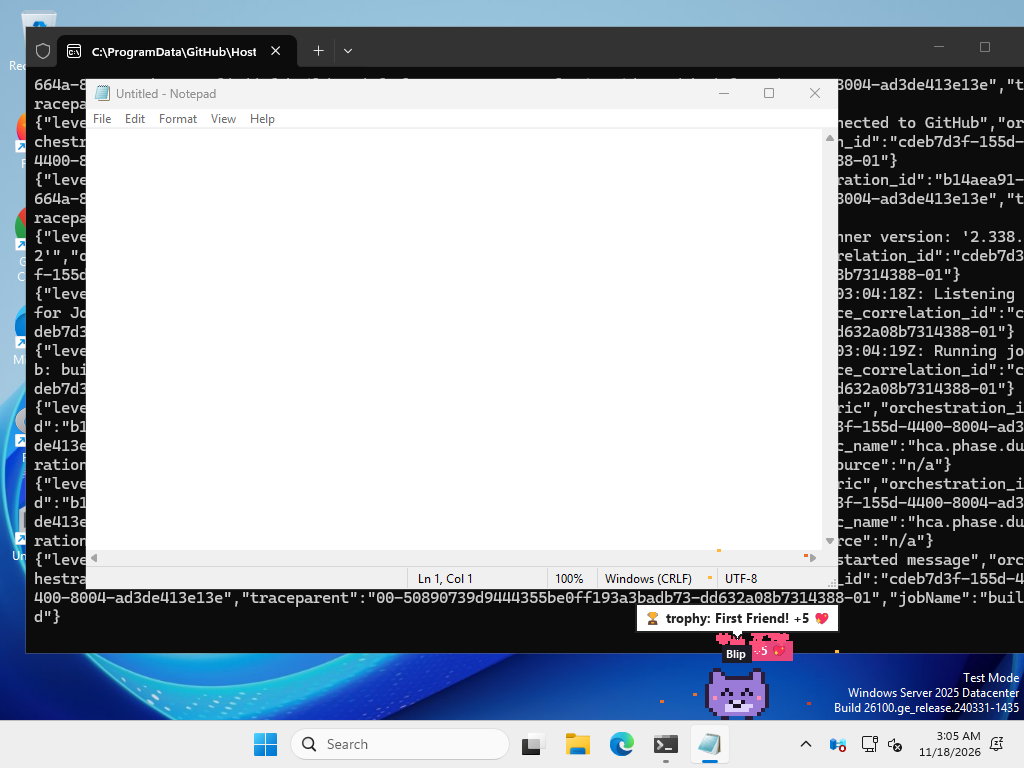 C:\ProgramData\GitHub\Host
Untitled - Notepad
File Edit Format View Help
664a-8
8004-ad3de413e13e","t
racepa
{"leve
nected to GitHub","or
chestr
n_id":"cdeb7d3f-155d-
4400-8
88-01"}
{"leve
ration_id":"b14aea91-
664a-8
8004-ad3de413e13e","t
racepa
{"leve
nner version: '2.338.
2'","o
relation_id":"cdeb7d3
f-155d
8b7314388-01"}
{"leve
03:04:18Z: Listening
for Jo
ce_correlation_id":"c
deb7d3
d632a08b7314388-01"}
{"leve
03:04:19Z: Running jo
b: bui
ce_correlation_id":"c
deb7d3
d632a08b7314388-01"}
{"leve
ric","orchestration_i
d":"b1
3f-155d-4400-8004-ad3
de413e
c_name":"hca.phase.du
ration
ource":"n/a"}
{"leve
ric","orchestration_i
d":"b1
3f-155d-4400-8004-ad3
de413e
c_name":"hca.phase.du
ration
rce":"n/a"}
{"leve
started message","orc
hestra
_id":"cdeb7d3f-155d-4
400-8004-ad3de413e13e","traceparent":"00-50890739d9444355be0ff193a3badb73-dd632a08b7314388-01","jobName":"buil
d"}
Ln 1, Col 1 100% Windows (CRLF) UTF-8
🏆 trophy: First Friend! +5 💖
Blip
+5 💖
Test Mode
Windows Server 2025 Datacenter
Build 26100.ge_release.240331-1435
Search
3:05 AM
11/18/2026